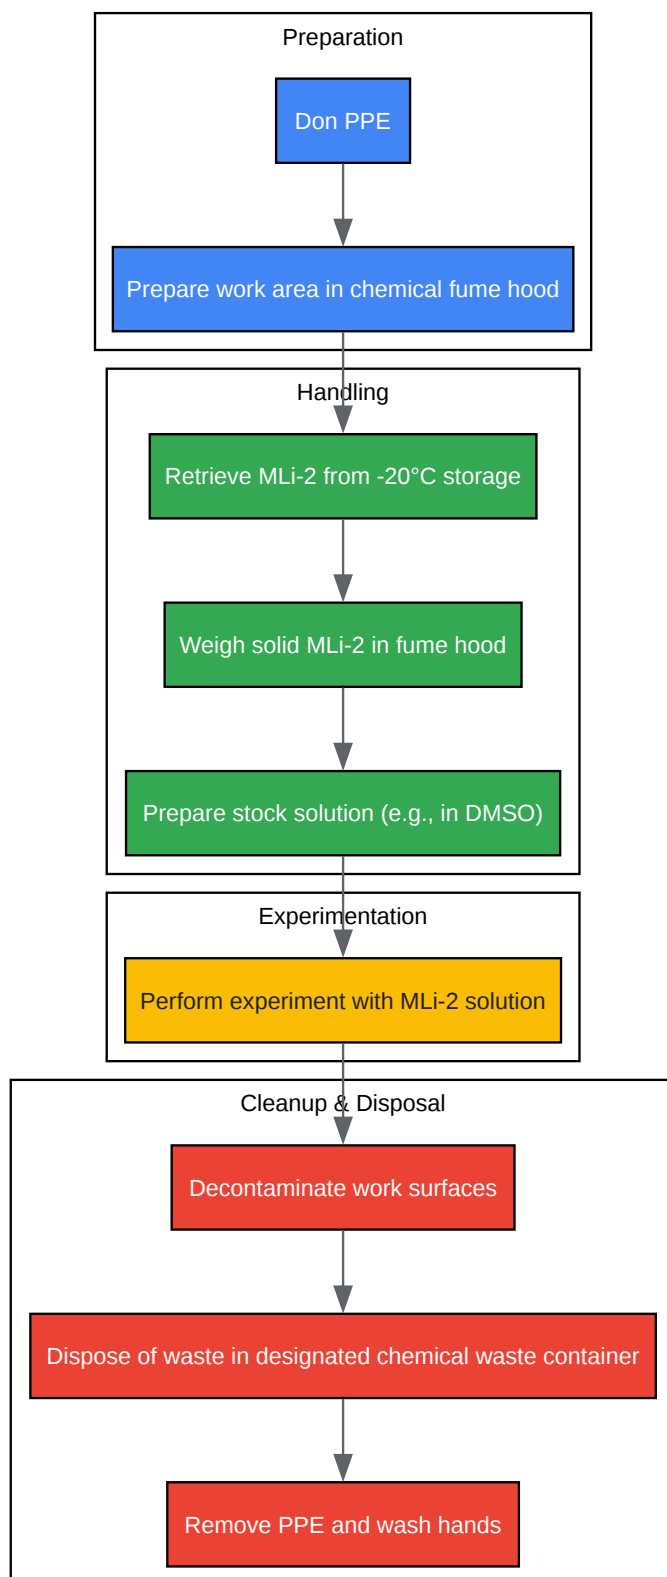 Preparation
Don PPE
Prepare work area in chemical fume hood
Handling
Retrieve MLi-2 from -20°C storage
Weigh solid MLi-2 in fume hood
Prepare stock solution (e.g., in DMSO)
Experimentation
Perform experiment with MLi-2 solution
Cleanup & Disposal
Decontaminate work surfaces
Dispose of waste in designated chemical waste container
Remove PPE and wash hands